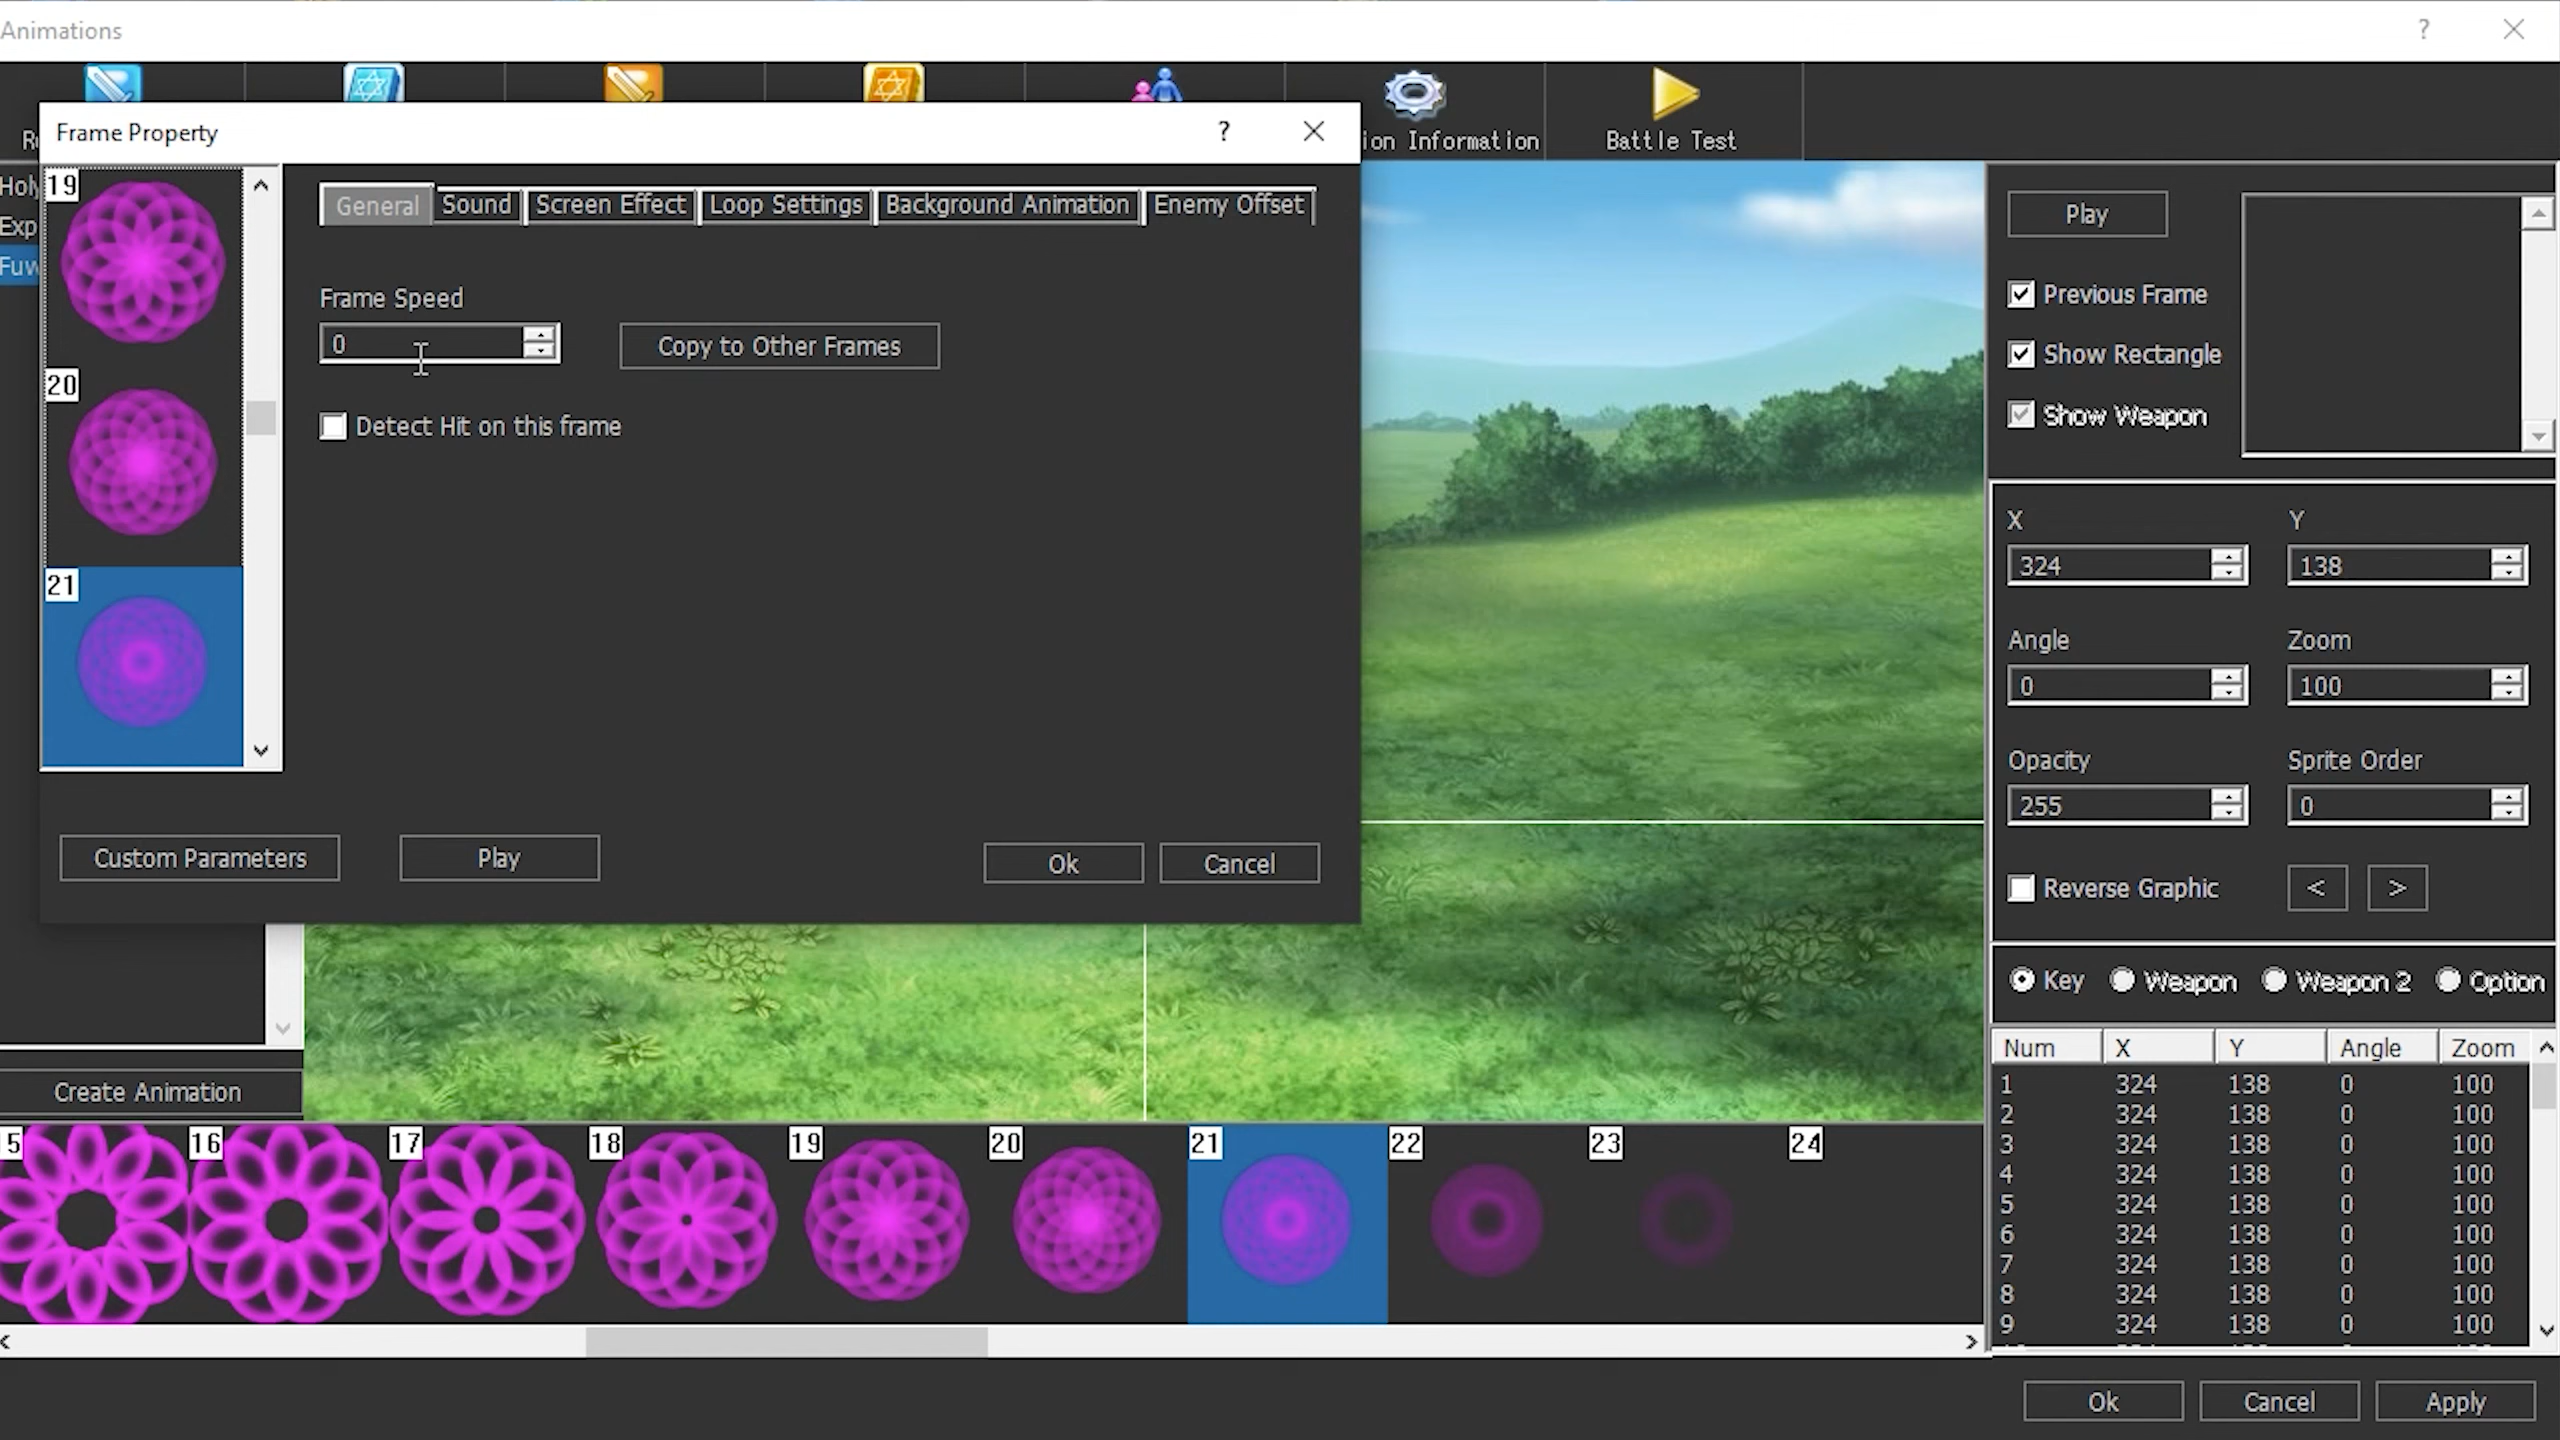 Animations
ion Information
Battle Test
Frame Property
Holy
Exp
Fuw
19
20
21
General
Sound
Screen Effect
Loop Settings
Background Animation
Enemy Offset
Frame Speed
0
Copy to Other Frames
Detect Hit on this frame
Custom Parameters
Play
Ok
Cancel
Play
Previous Frame
Show Rectangle
Show Weapon
X
Y
324
138
Angle
Zoom
0
100
Opacity
Sprite Order
255
0
Reverse Graphic
<
>
Key
Weapon
Weapon 2
Option
Num X Y Angle Zoom
1 324 138 0 100
2 324 138 0 100
3 324 138 0 100
4 324 138 0 100
5 324 138 0 100
6 324 138 0 100
7 324 138 0 100
8 324 138 0 100
9 324 138 0 100
Create Animation
5
16
17
18
19
20
21
22
23
24
Ok
Cancel
Apply